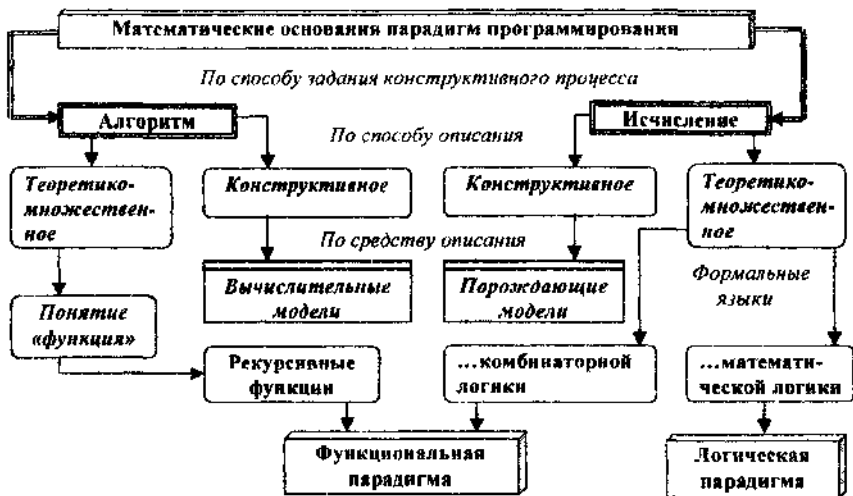 Математические основания парадигм программирования
По способу задания конструктивного процесса
Алгоритм
По способу описания
Исчисление
Теоретико-
множествен-
ное
Конструктивное
Конструктивное
Теоретико-
множествен-
ное
По средству описания
Вычислительные
модели
Порождающие
модели
Формальные
языки
Понятие
«функция»
Рекурсивные
функции
...комбинаторной
логики
...математи-
ческой логики
Функциональная
парадигма
Логическая
парадигма